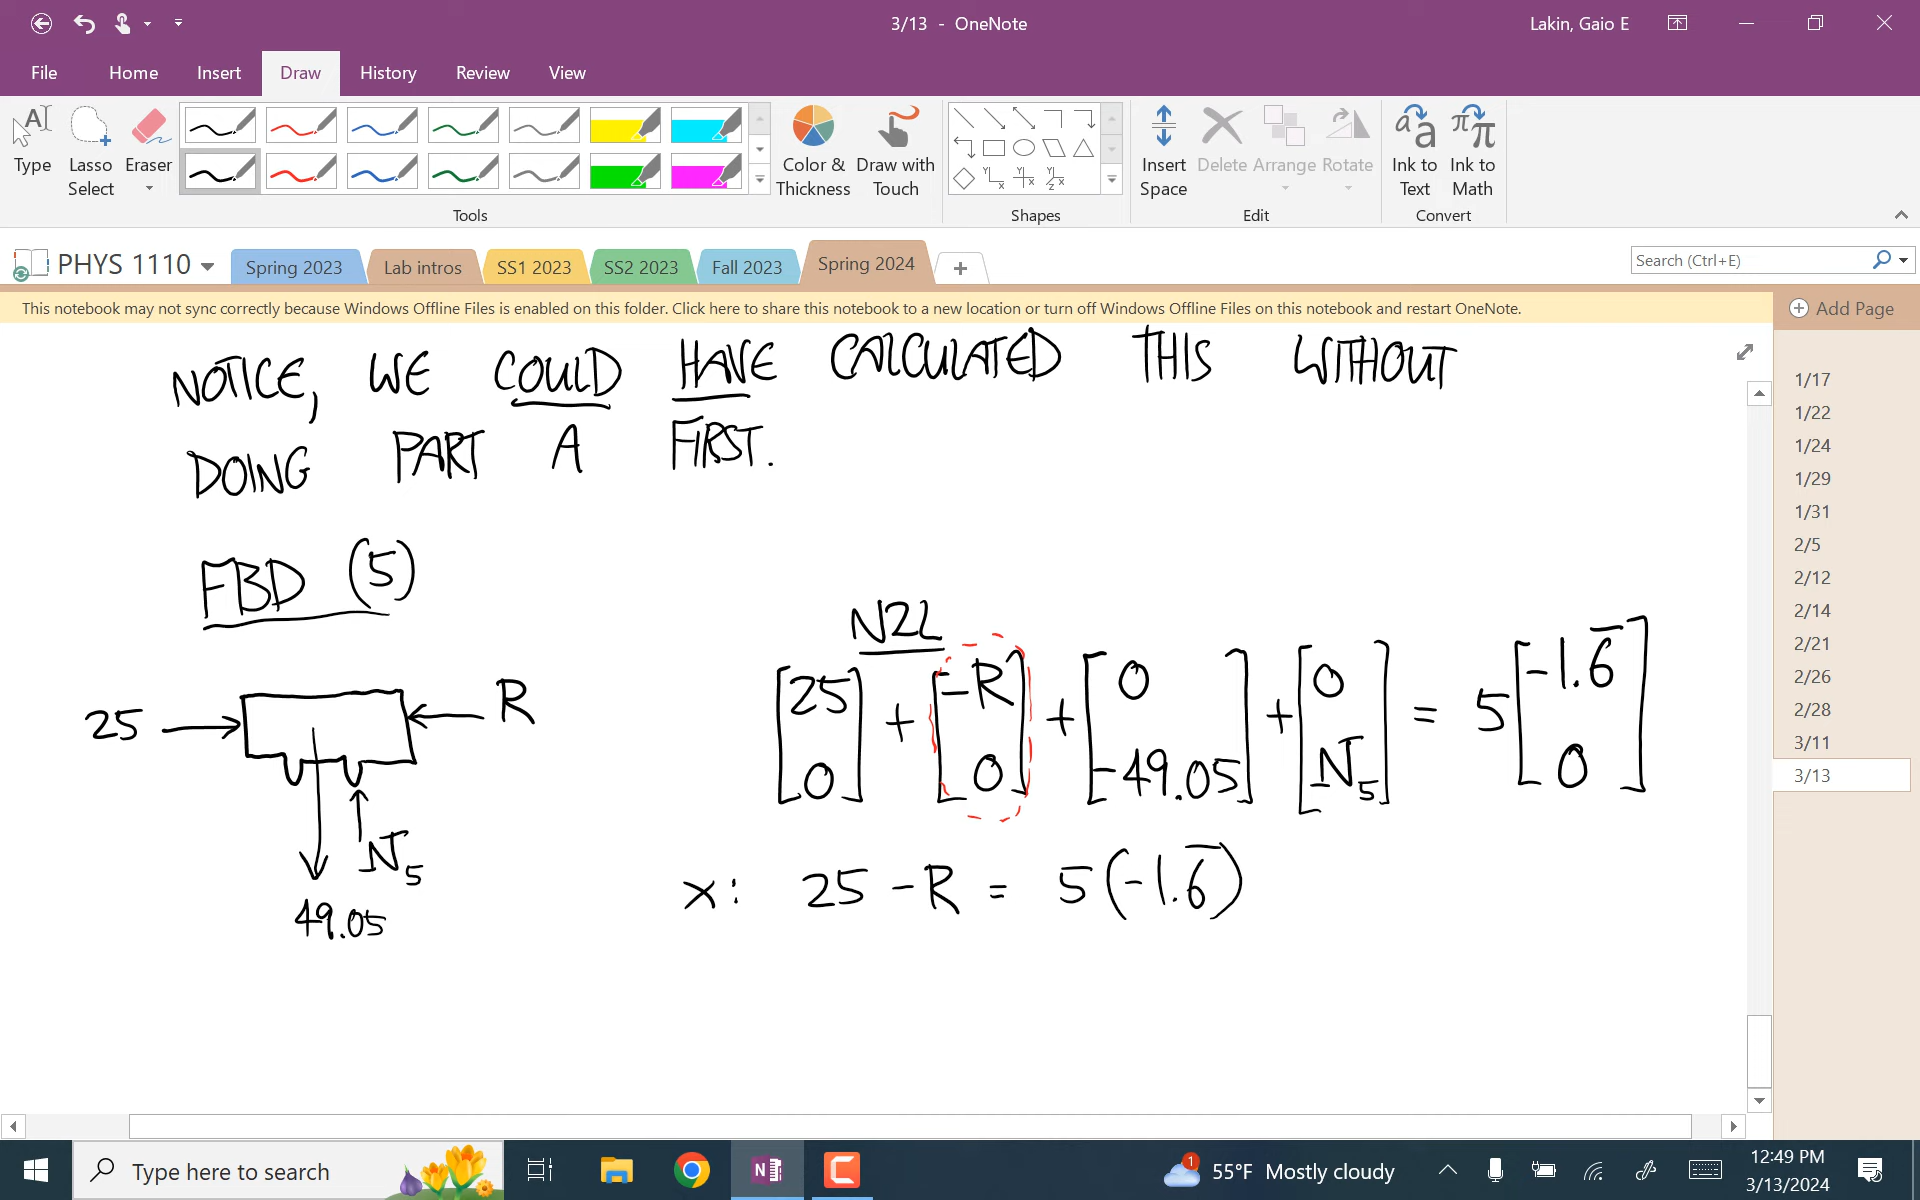 3/13 - OneNote
Lakin, Gaio E
File Home Insert Draw History Review View
Type
Lasso Select
Eraser
Color & Thickness
Draw with Touch
Insert Space
Delete
Arrange
Rotate
Ink to Text
Ink to Math
Tools
Shapes
Edit
Convert
PHYS 1110
Spring 2023
Lab intros
SS1 2023
SS2 2023
Fall 2023
Spring 2024
Search (Ctrl+E)
This notebook may not sync correctly because Windows Offline Files is enabled on this folder. Click here to share this notebook to a new location or turn off Windows Offline Files on this notebook and restart OneNote.
Add Page
1/17
1/22
1/24
1/29
1/31
2/5
2/12
2/14
2/21
2/26
2/28
3/11
3/13
NOTICE, WE COULD HAVE CALCULATED THIS WITHOUT
DOING PART A FIRST.
FBD (5)
25
R
N₅
49.05
N2L
[25 0] + [-R 0] + [0 -49.05] + [0 N₅] = 5 [-1.6̅ 0]
x: 25 - R = 5(-1.6̅)
Type here to search
1
55°F Mostly cloudy
12:49 PM
3/13/2024